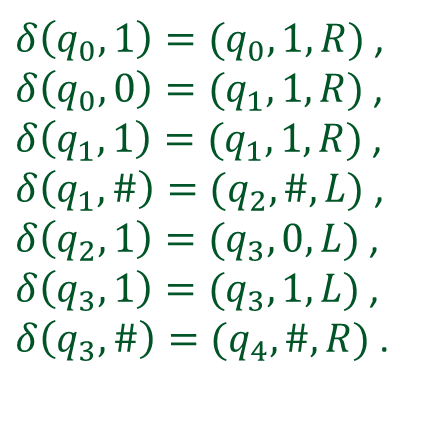 δ(q₀, 1) = (q₀, 1, R) ,
δ(q₀, 0) = (q₁, 1, R) ,
δ(q₁, 1) = (q₁, 1, R) ,
δ(q₁, #) = (q₂, #, L) ,
δ(q₂, 1) = (q₃, 0, L) ,
δ(q₃, 1) = (q₃, 1, L) ,
δ(q₃, #) = (q₄, #, R) .